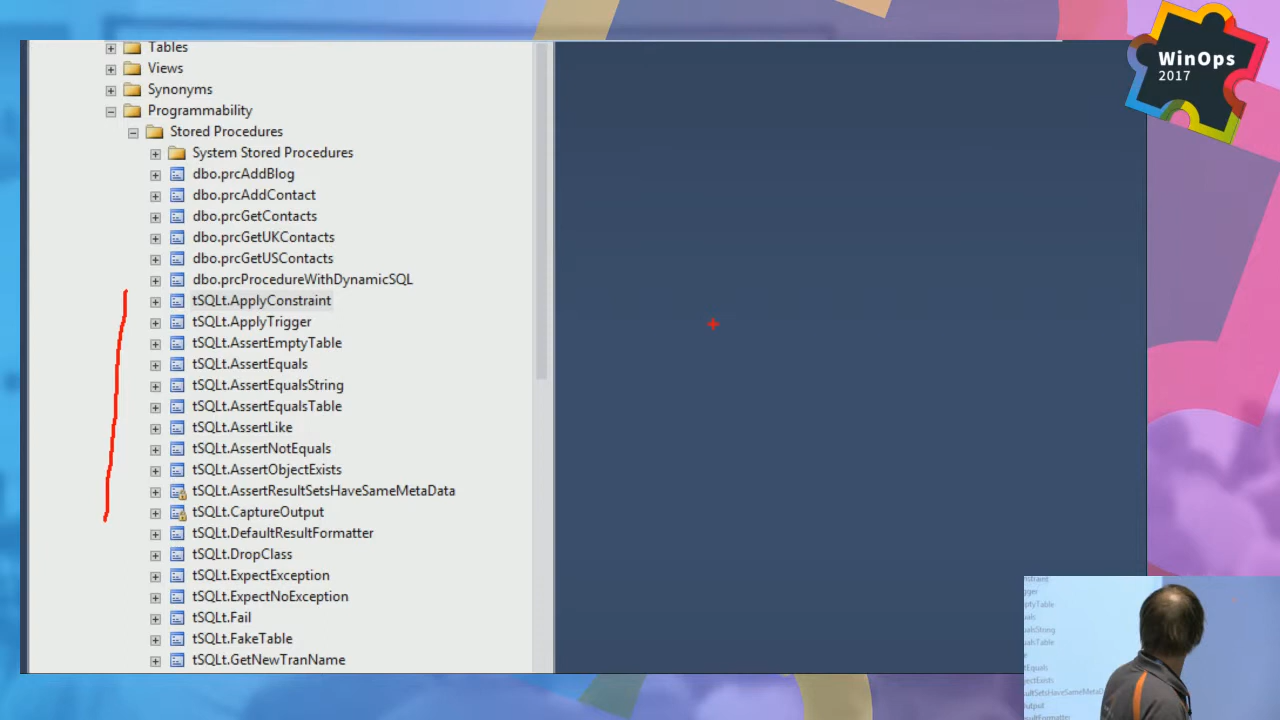 Tables
Views
Synonyms
Programmability
Stored Procedures
System Stored Procedures
dbo.prcAddBlog
dbo.prcAddContact
dbo.prcGetContacts
dbo.prcGetUKContacts
dbo.prcGetUSContacts
dbo.prcProcedureWithDynamicSQL
tSQLt.ApplyConstraint
tSQLt.ApplyTrigger
tSQLt.AssertEmptyTable
tSQLt.AssertEquals
tSQLt.AssertEqualsString
tSQLt.AssertEqualsTable
tSQLt.AssertLike
tSQLt.AssertNotEquals
tSQLt.AssertObjectExists
tSQLt.AssertResultSetsHaveSameMetaData
tSQLt.CaptureOutput
tSQLt.DefaultResultFormatter
tSQLt.DropClass
tSQLt.ExpectException
tSQLt.ExpectNoException
tSQLt.Fail
tSQLt.FakeTable
tSQLt.GetNewTranName
WinOps
2017